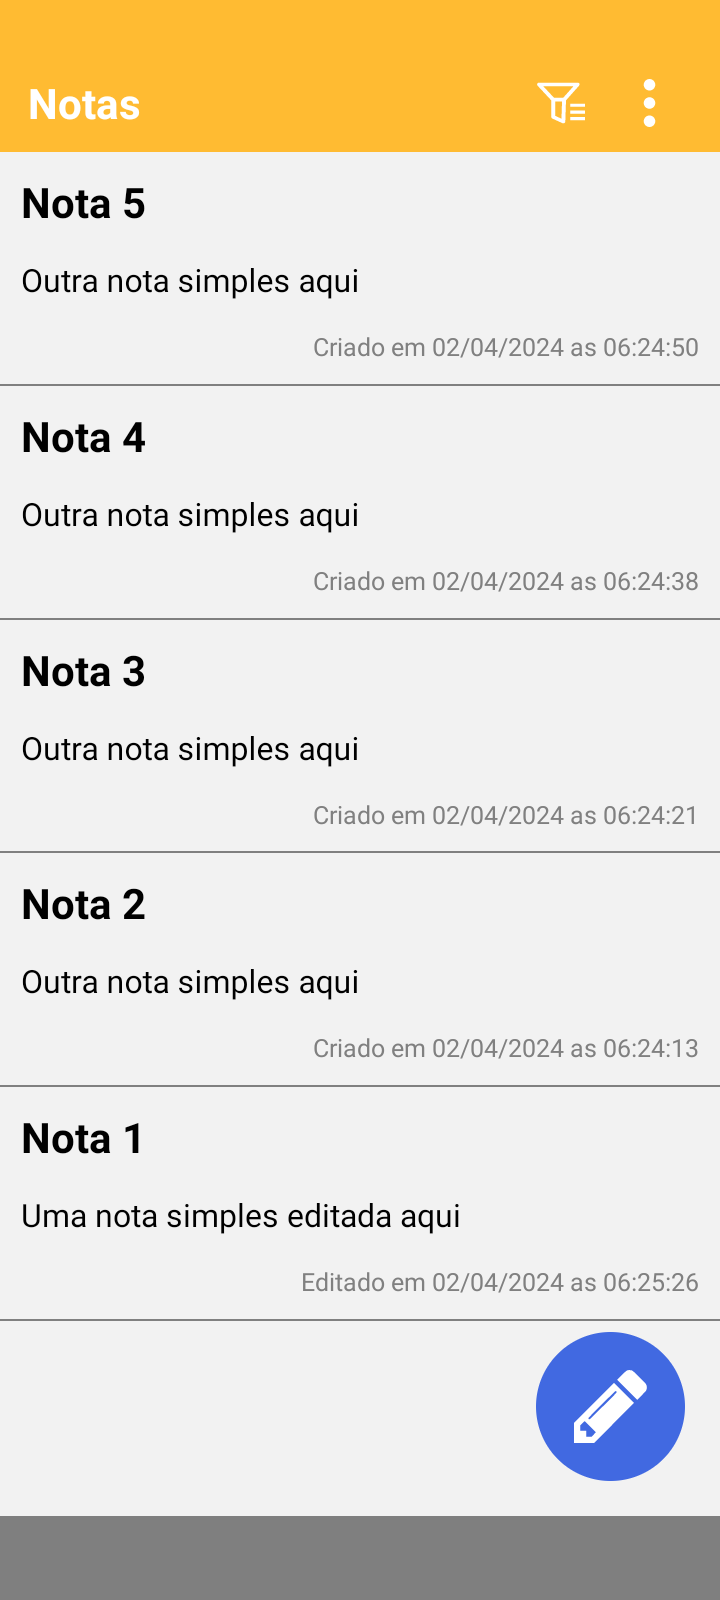 Notas
Nota 5
Outra nota simples aqui
Criado em 02/04/2024 as 06:24:50
Nota 4
Outra nota simples aqui
Criado em 02/04/2024 as 06:24:38
Nota 3
Outra nota simples aqui
Criado em 02/04/2024 as 06:24:21
Nota 2
Outra nota simples aqui
Criado em 02/04/2024 as 06:24:13
Nota 1
Uma nota simples editada aqui
Editado em 02/04/2024 as 06:25:26